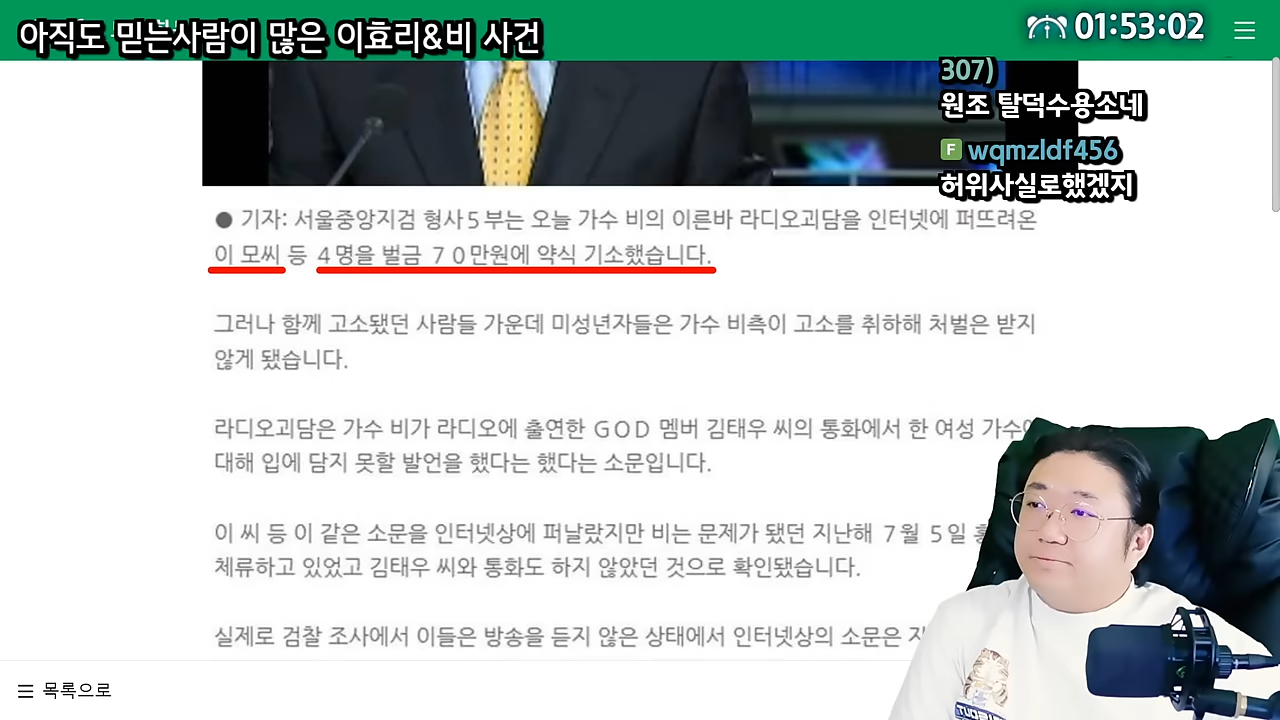 아직도 믿는사람이 많은 이효리&비 사건
01:53:02
307)
원조 탈덕수용소네
F wqmzldf456
허위사실로했겠지
● 기자: 서울중앙지검 형사5부는 오늘 가수 비의 이른바 라디오괴담을 인터넷에 퍼뜨려온
이 모씨 등 4명을 벌금 70만원에 약식 기소했습니다.
그러나 함께 고소됐던 사람들 가운데 미성년자들은 가수 비측이 고소를 취하해 처벌은 받지
않게 됐습니다.
라디오괴담은 가수 비가 라디오에 출연한 GOD 멤버 김태우 씨의 통화에서 한 여성 가수
대해 입에 담지 못할 발언을 했다는 했다는 소문입니다.
이 씨 등 이 같은 소문을 인터넷상에 퍼날랐지만 비는 문제가 됐던 지난해 7월 5일
체류하고 있었고 김태우 씨와 통화도 하지 않았던 것으로 확인됐습니다.
실제로 검찰 조사에서 이들은 방송을 듣지 않은 상태에서 인터넷상의 소문은
목록으로